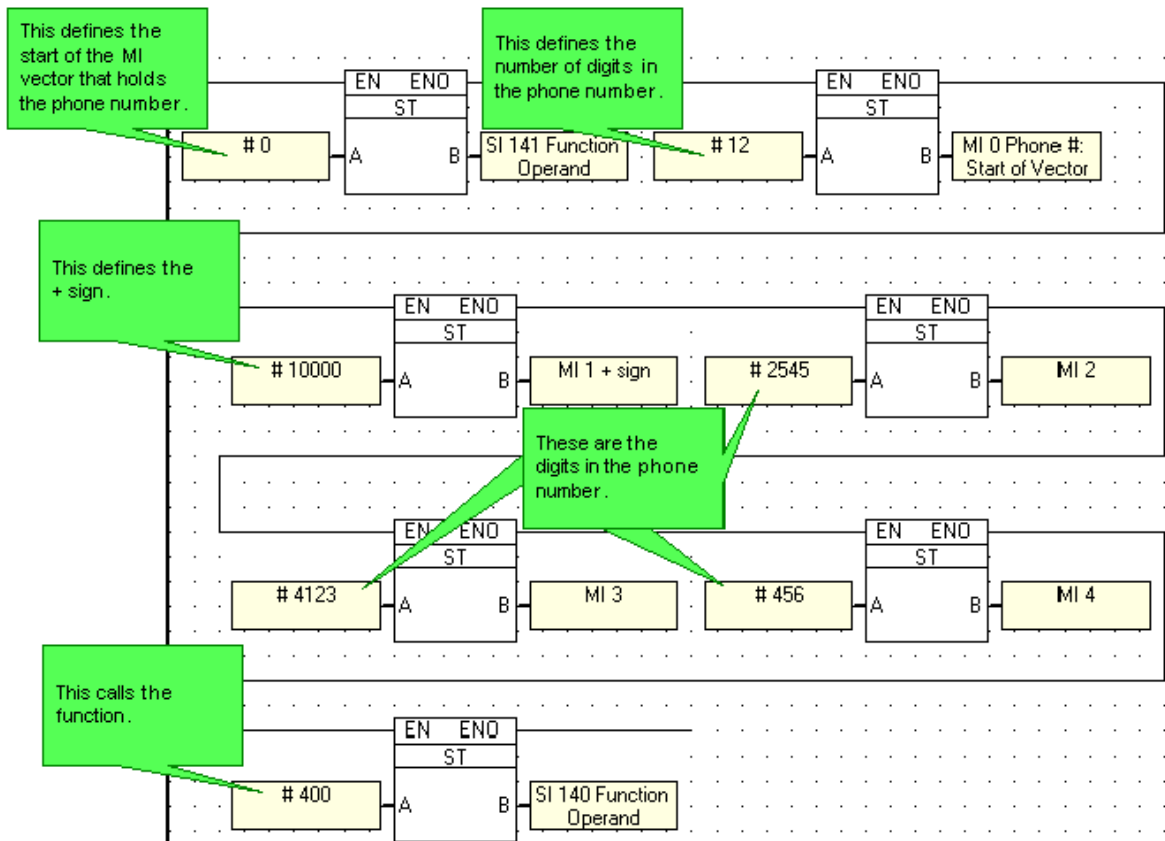 This defines the
start of the MI
vector that holds
the phone number.
This defines the
number of digits in
the phone number.
EN ENO
ST
# 0
A
B
SI 141 Function
Operand
EN ENO
ST
# 12
A
B
MI 0 Phone #:
Start of Vector
This defines the
+ sign.
EN ENO
ST
# 10000
A
B
MI 1 + sign
EN ENO
ST
# 2545
A
B
MI 2
These are the
digits in the phone
number.
EN ENO
ST
# 4123
A
B
MI 3
EN ENO
ST
# 456
A
B
MI 4
This calls the
function.
EN ENO
ST
# 400
A
B
SI 140 Function
Operand